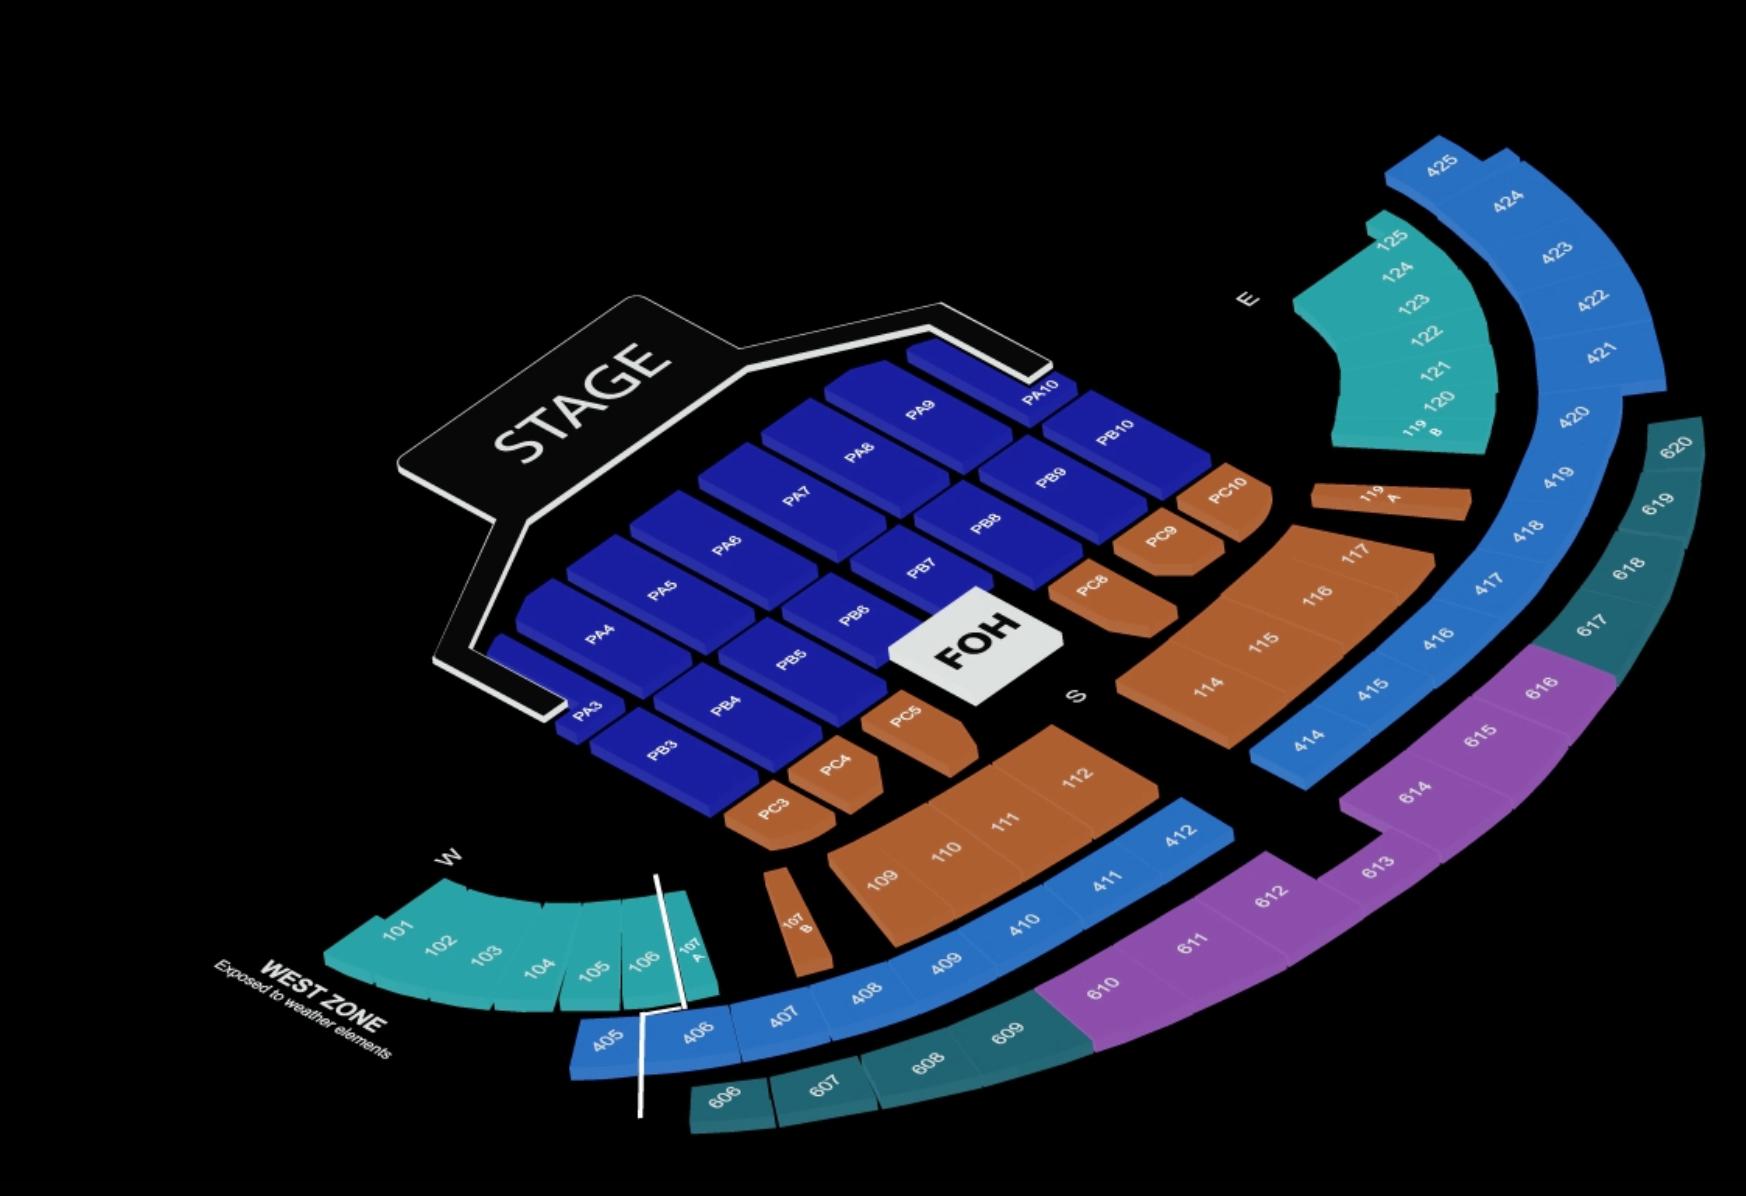 STAGE
PA10
PA9
PA8
PA7
PA6
PA5
PA4
PA3
PB10
PB9
PB8
PB7
PB6
PB5
PB4
PB3
FOH
PC10
PC9
PC8
PC5
PC4
PC3
E
S
W
125
124
123
122
121
120
119
B
119
A
117
116
115
114
112
111
110
109
107
B
107
A
106
105
104
103
102
101
WEST ZONE
Exposed to weather elements
425
424
423
422
421
420
419
418
417
416
415
414
412
411
410
409
408
407
406
405
620
619
618
617
616
615
614
613
612
611
610
609
608
607
606